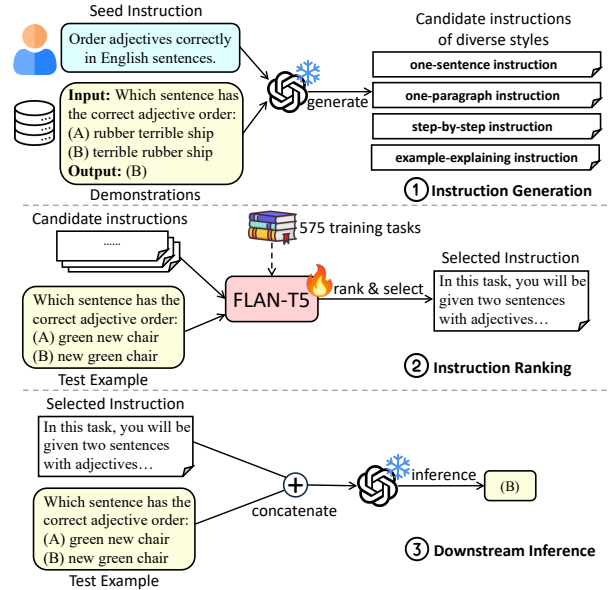 Seed Instruction
Order adjectives correctly
in English sentences.
Input: Which sentence has
the correct adjective order:
(A) rubber terrible ship
(B) terrible rubber ship
Output: (B)
Demonstrations
generate
Candidate instructions
of diverse styles
one-sentence instruction
one-paragraph instruction
step-by-step instruction
example-explaining instruction
1 Instruction Generation
Candidate instructions
......
Which sentence has the
correct adjective order:
(A) green new chair
(B) new green chair
Test Example
575 training tasks
FLAN-T5
rank & select
Selected Instruction
In this task, you will be
given two sentences
with adjectives…
2 Instruction Ranking
Selected Instruction
In this task, you will be
given two sentences
with adjectives…
Which sentence has the
correct adjective order:
(A) green new chair
(B) new green chair
Test Example
+
concatenate
inference
(B)
3 Downstream Inference